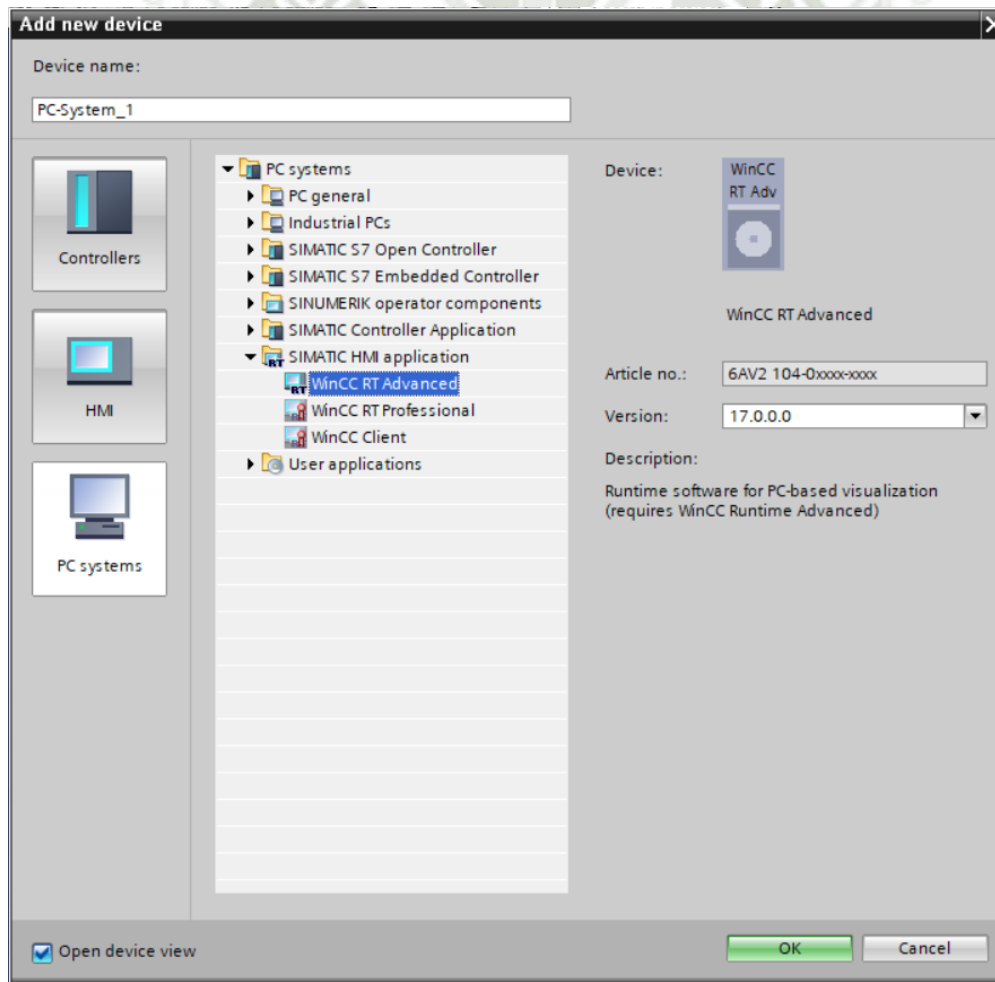 Add new device
Device name:
PC-System_1
Controllers
HMI
PC systems
PC systems
PC general
Industrial PCs
SIMATIC S7 Open Controller
SIMATIC S7 Embedded Controller
SINUMERIK operator components
SIMATIC Controller Application
SIMATIC HMI application
WinCC RT Advanced
WinCC RT Professional
WinCC Client
User applications
Device:
WinCC
RT Adv
WinCC RT Advanced
Article no.: 6AV2 104-0xxxx-xxxx
Version: 17.0.0.0
Description:
Runtime software for PC-based visualization
(requires WinCC Runtime Advanced)
Open device view
OK Cancel